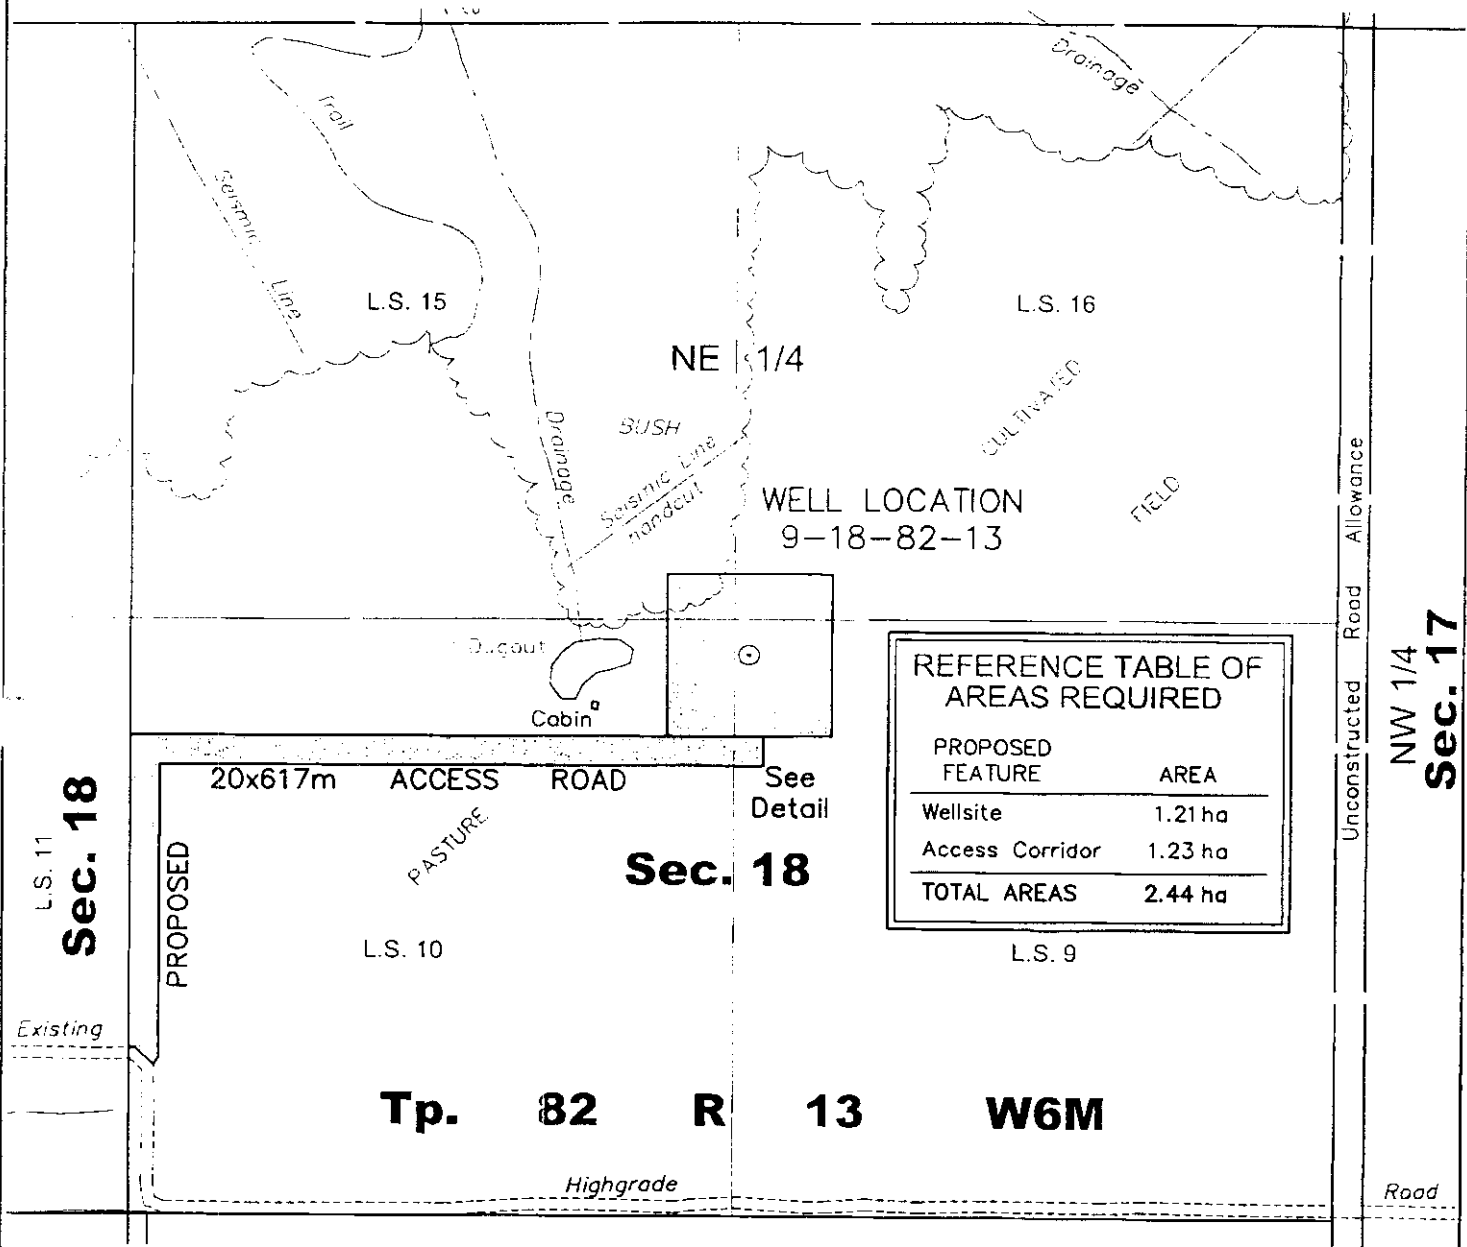 Drainage
Trail
Seismic
Line
L.S. 15
L.S. 16
NE 1/4
CULTIVATED
FIELD
BUSH
Drainage
Seismic Line
handcut
WELL LOCATION
9-18-82-13
Dugout
Cabin
20x617m ACCESS ROAD
See
Detail
PROPOSED
PASTURE
Sec. 18
L.S. 10
L.S. 11
Sec. 18
Existing
REFERENCE TABLE OF
AREAS REQUIRED
PROPOSED
FEATURE AREA
Wellsite 1.21 ha
Access Corridor 1.23 ha
TOTAL AREAS 2.44 ha
L.S. 9
Unconstructed Road Allowance
NW 1/4
Sec. 17
Tp. 82 R 13 W6M
Highgrade
Road